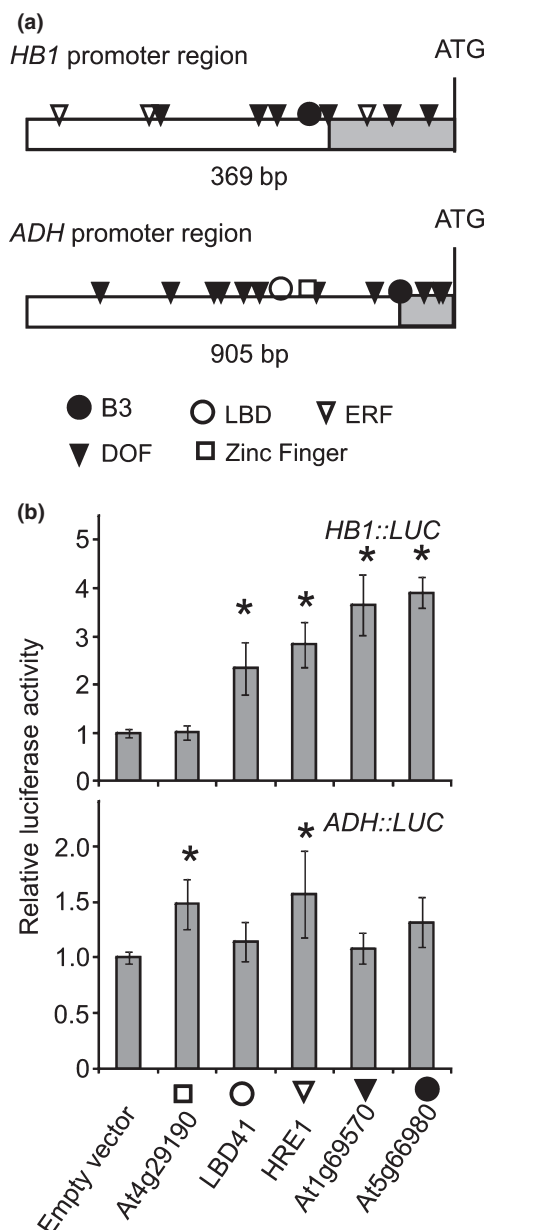 (a)
HB1 promoter region
ATG
369 bp
ADH promoter region
ATG
905 bp
B3
LBD
ERF
DOF
Zinc Finger
(b)
HB1::LUC
5
4
3
2
1
0
* * * *
Relative luciferase activity
ADH::LUC
2.0
1.5
1.0
0.5
0
* *
Empty vector
At4g29190
LBD41
HRE1
At1g69570
At5g66980